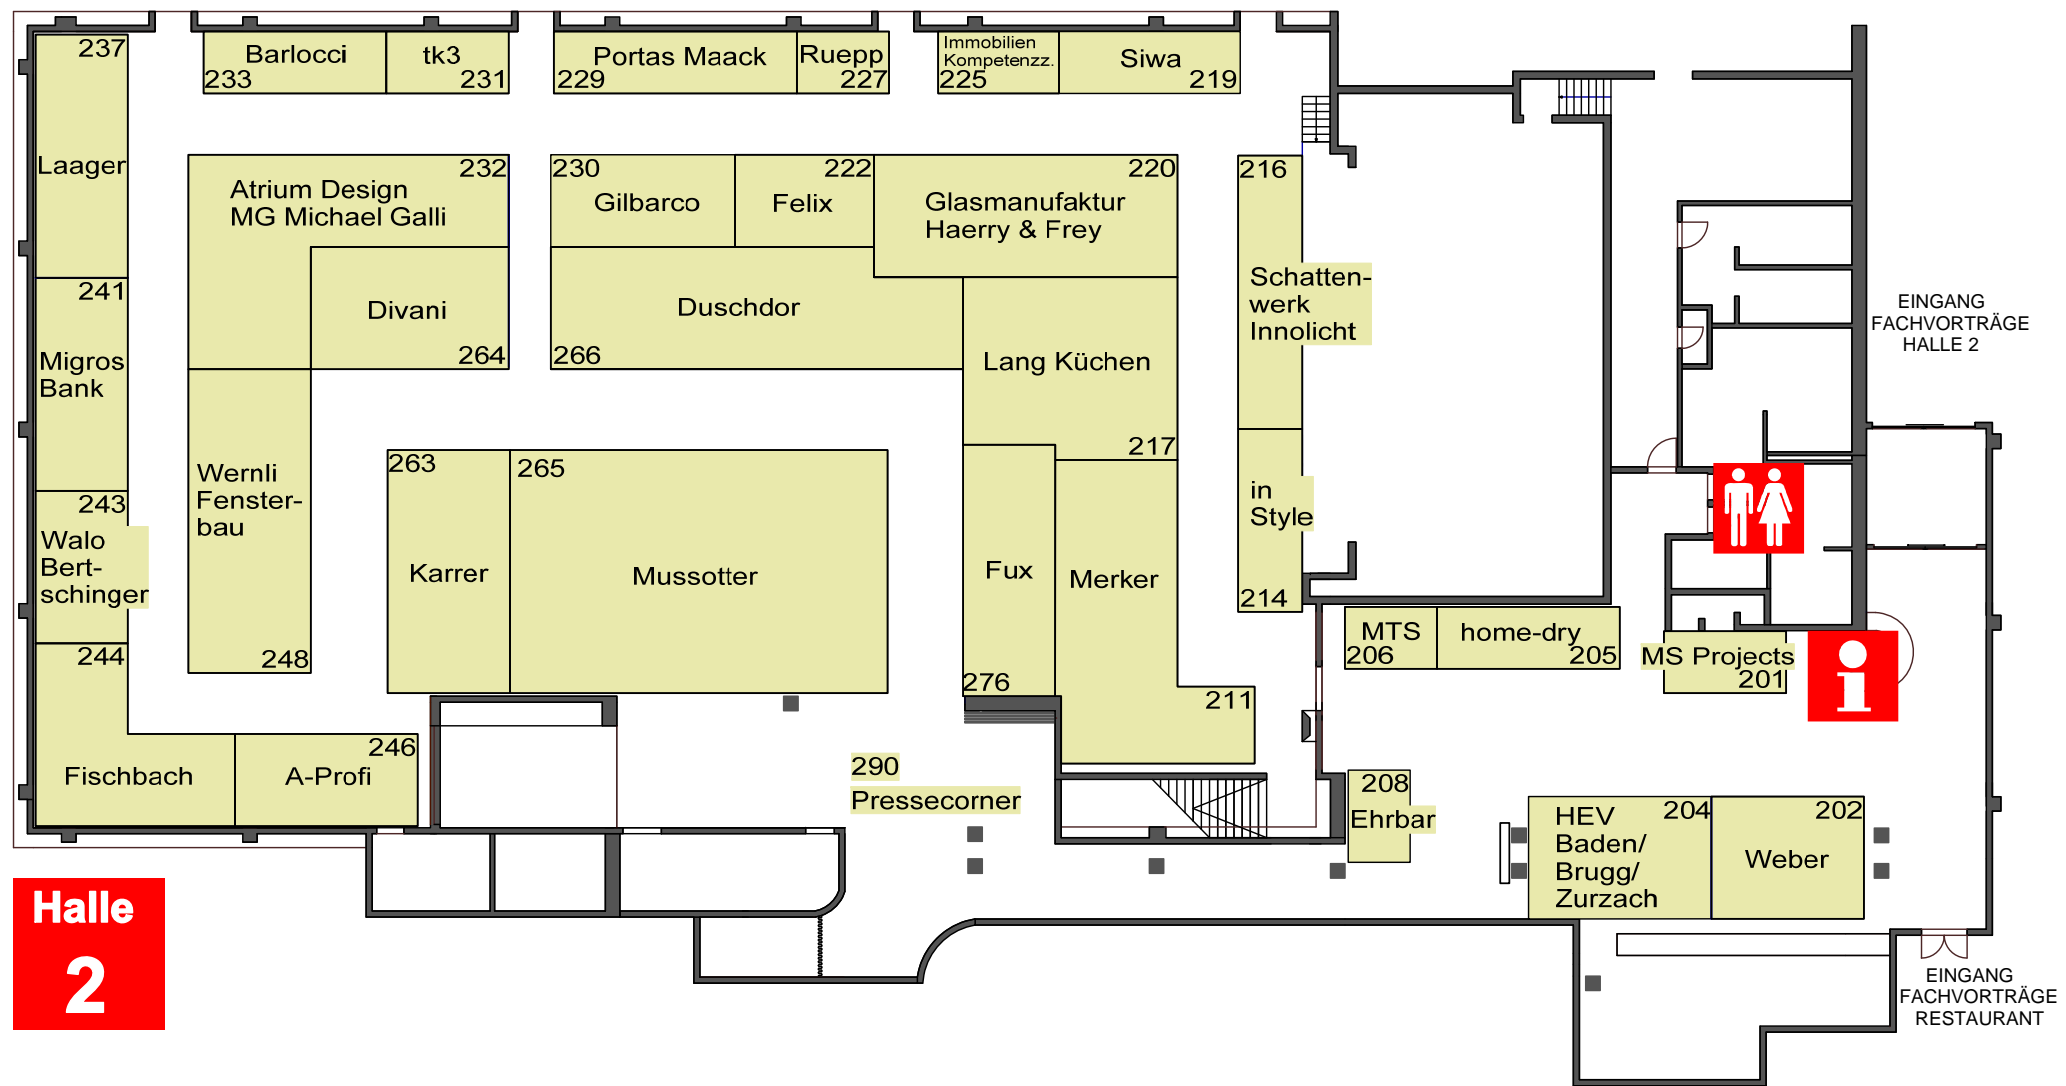 237
Laager
Barlocci
233
tk3
231
Portas Maack
229
Ruepp
227
Immobilien
Kompetenzz.
225
Siwa
219
232
Atrium Design
MG Michael Galli
230
Gilbarco
222
Felix
220
Glasmanufaktur
Haerry & Frey
216
Schatten-
werk
Innolicht
241
Migros
Bank
Divani
264
Duschdor
266
Lang Küchen
217
EINGANG
FACHVORTRÄGE
HALLE 2
243
Walo
Bert-
schinger
Wernli
Fenster-
bau
248
263
Karrer
265
Mussotter
Fux
276
Merker
211
in
Style
214
MTS
206
home-dry
205
MS Projects
201
244
Fischbach
246
A-Profi
290
Pressecorner
208
Ehrbar
204
HEV
Baden/
Brugg/
Zurzach
202
Weber
Halle
2
EINGANG
FACHVORTRÄGE
RESTAURANT